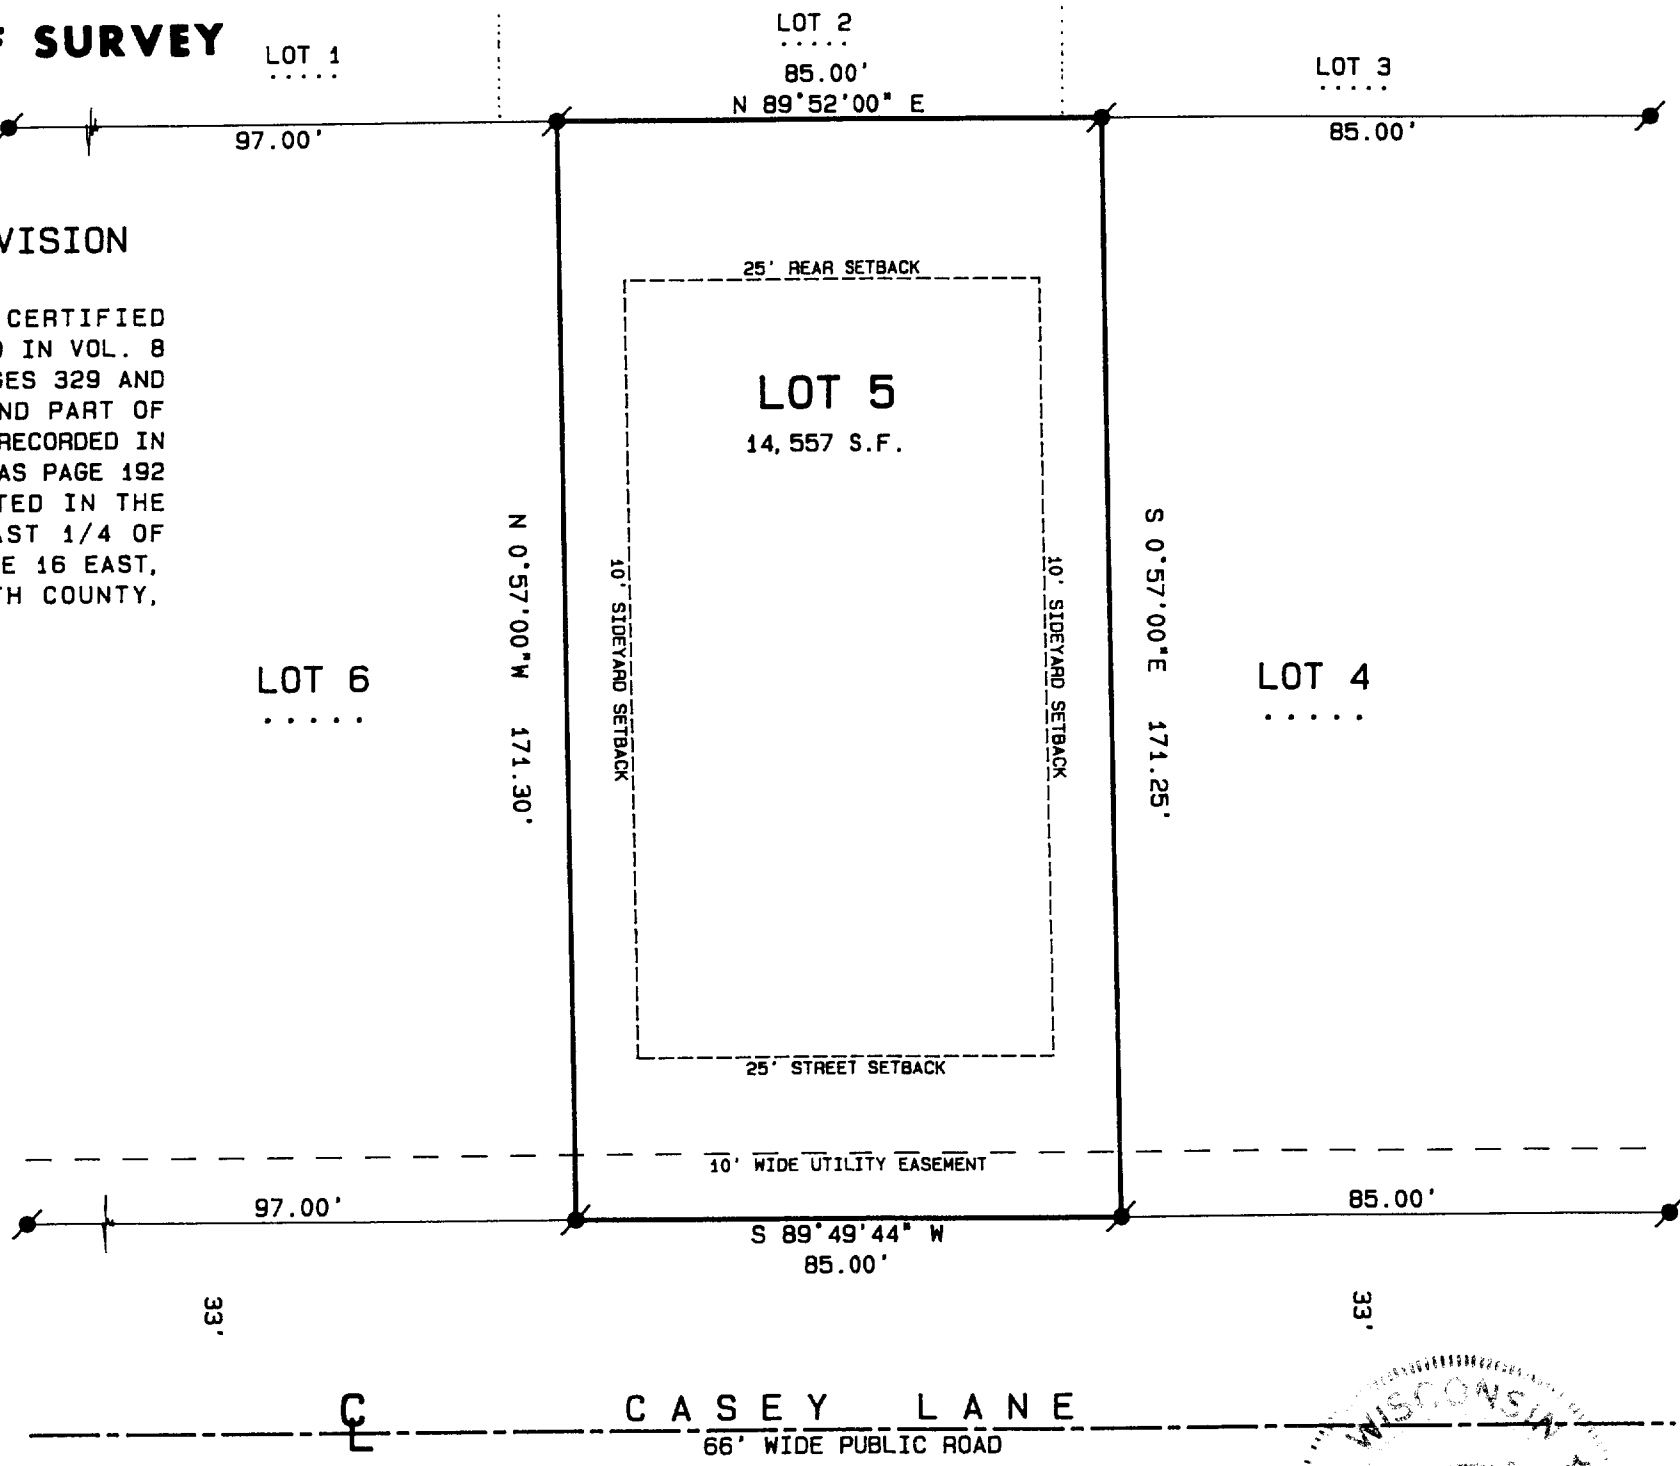 SURVEY
LOT 1
LOT 2
85.00'
N 89°52'00" E
LOT 3
97.00'
85.00'
VISION
CERTIFIED
IN VOL. 8
GES 329 AND
ND PART OF
RECORDED IN
AS PAGE 192
TED IN THE
AST 1/4 OF
E 16 EAST,
TH COUNTY,
25' REAR SETBACK
LOT 5
14,557 S.F.
N 0°57'00"W 171.30'
10' SIDEYARD SETBACK
10' SIDEYARD SETBACK
S 0°57'00"E 171.25'
LOT 6
LOT 4
25' STREET SETBACK
10' WIDE UTILITY EASEMENT
97.00'
85.00'
S 89°49'44" W
85.00'
33'
33'
CL
CASEY LANE
66' WIDE PUBLIC ROAD
WISCONSIN